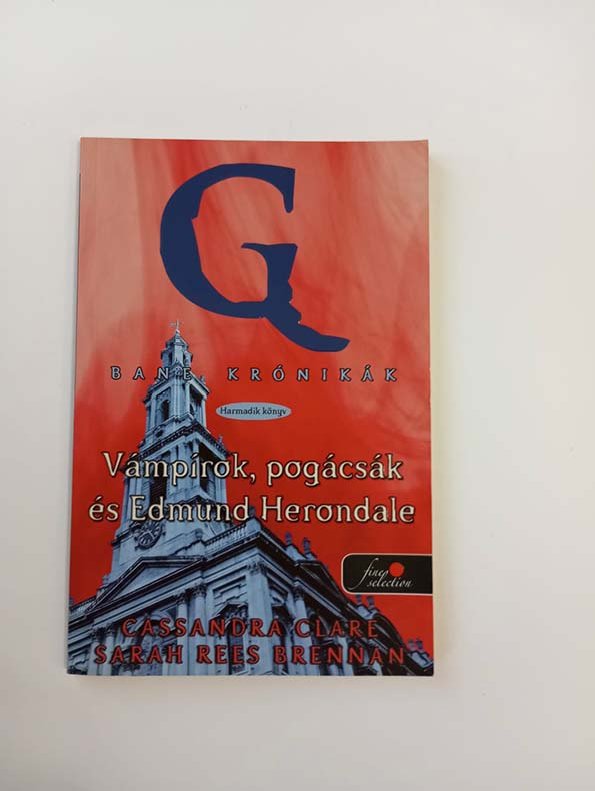 G
BANE KRÓNIKÁK
Harmadik könyv
Vámpírok, pogácsák
és Edmund Herondale
fine
selection
CASSANDRA CLARE
SARAH REES BRENNAN